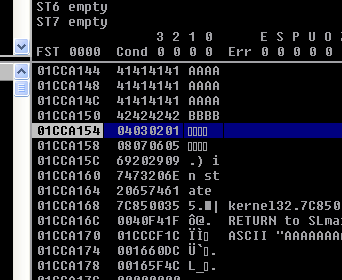 ST6 empty
ST7 empty
3 2 1 0 E S P U O Z
FST 0000 Cond 0 0 0 0 Err 0 0 0 0 0
01CCA144 41414141 AAAA
01CCA148 41414141 AAAA
01CCA14C 41414141 AAAA
01CCA150 42424242 BBBB
01CCA154 04030201
01CCA158 08070605
01CCA15C 69202909 .) i
01CCA160 7473206E n st
01CCA164 20657461 ate
01CCA168 7C850035 5. kernel32.7C850
01CCA16C 0040F41F ô@. RETURN to SLma
01CCA170 01CCCF1C ÏÌ ASCII "AAAAAAA
01CCA174 001660DC Ü`.
01CCA178 00165F4C L_.